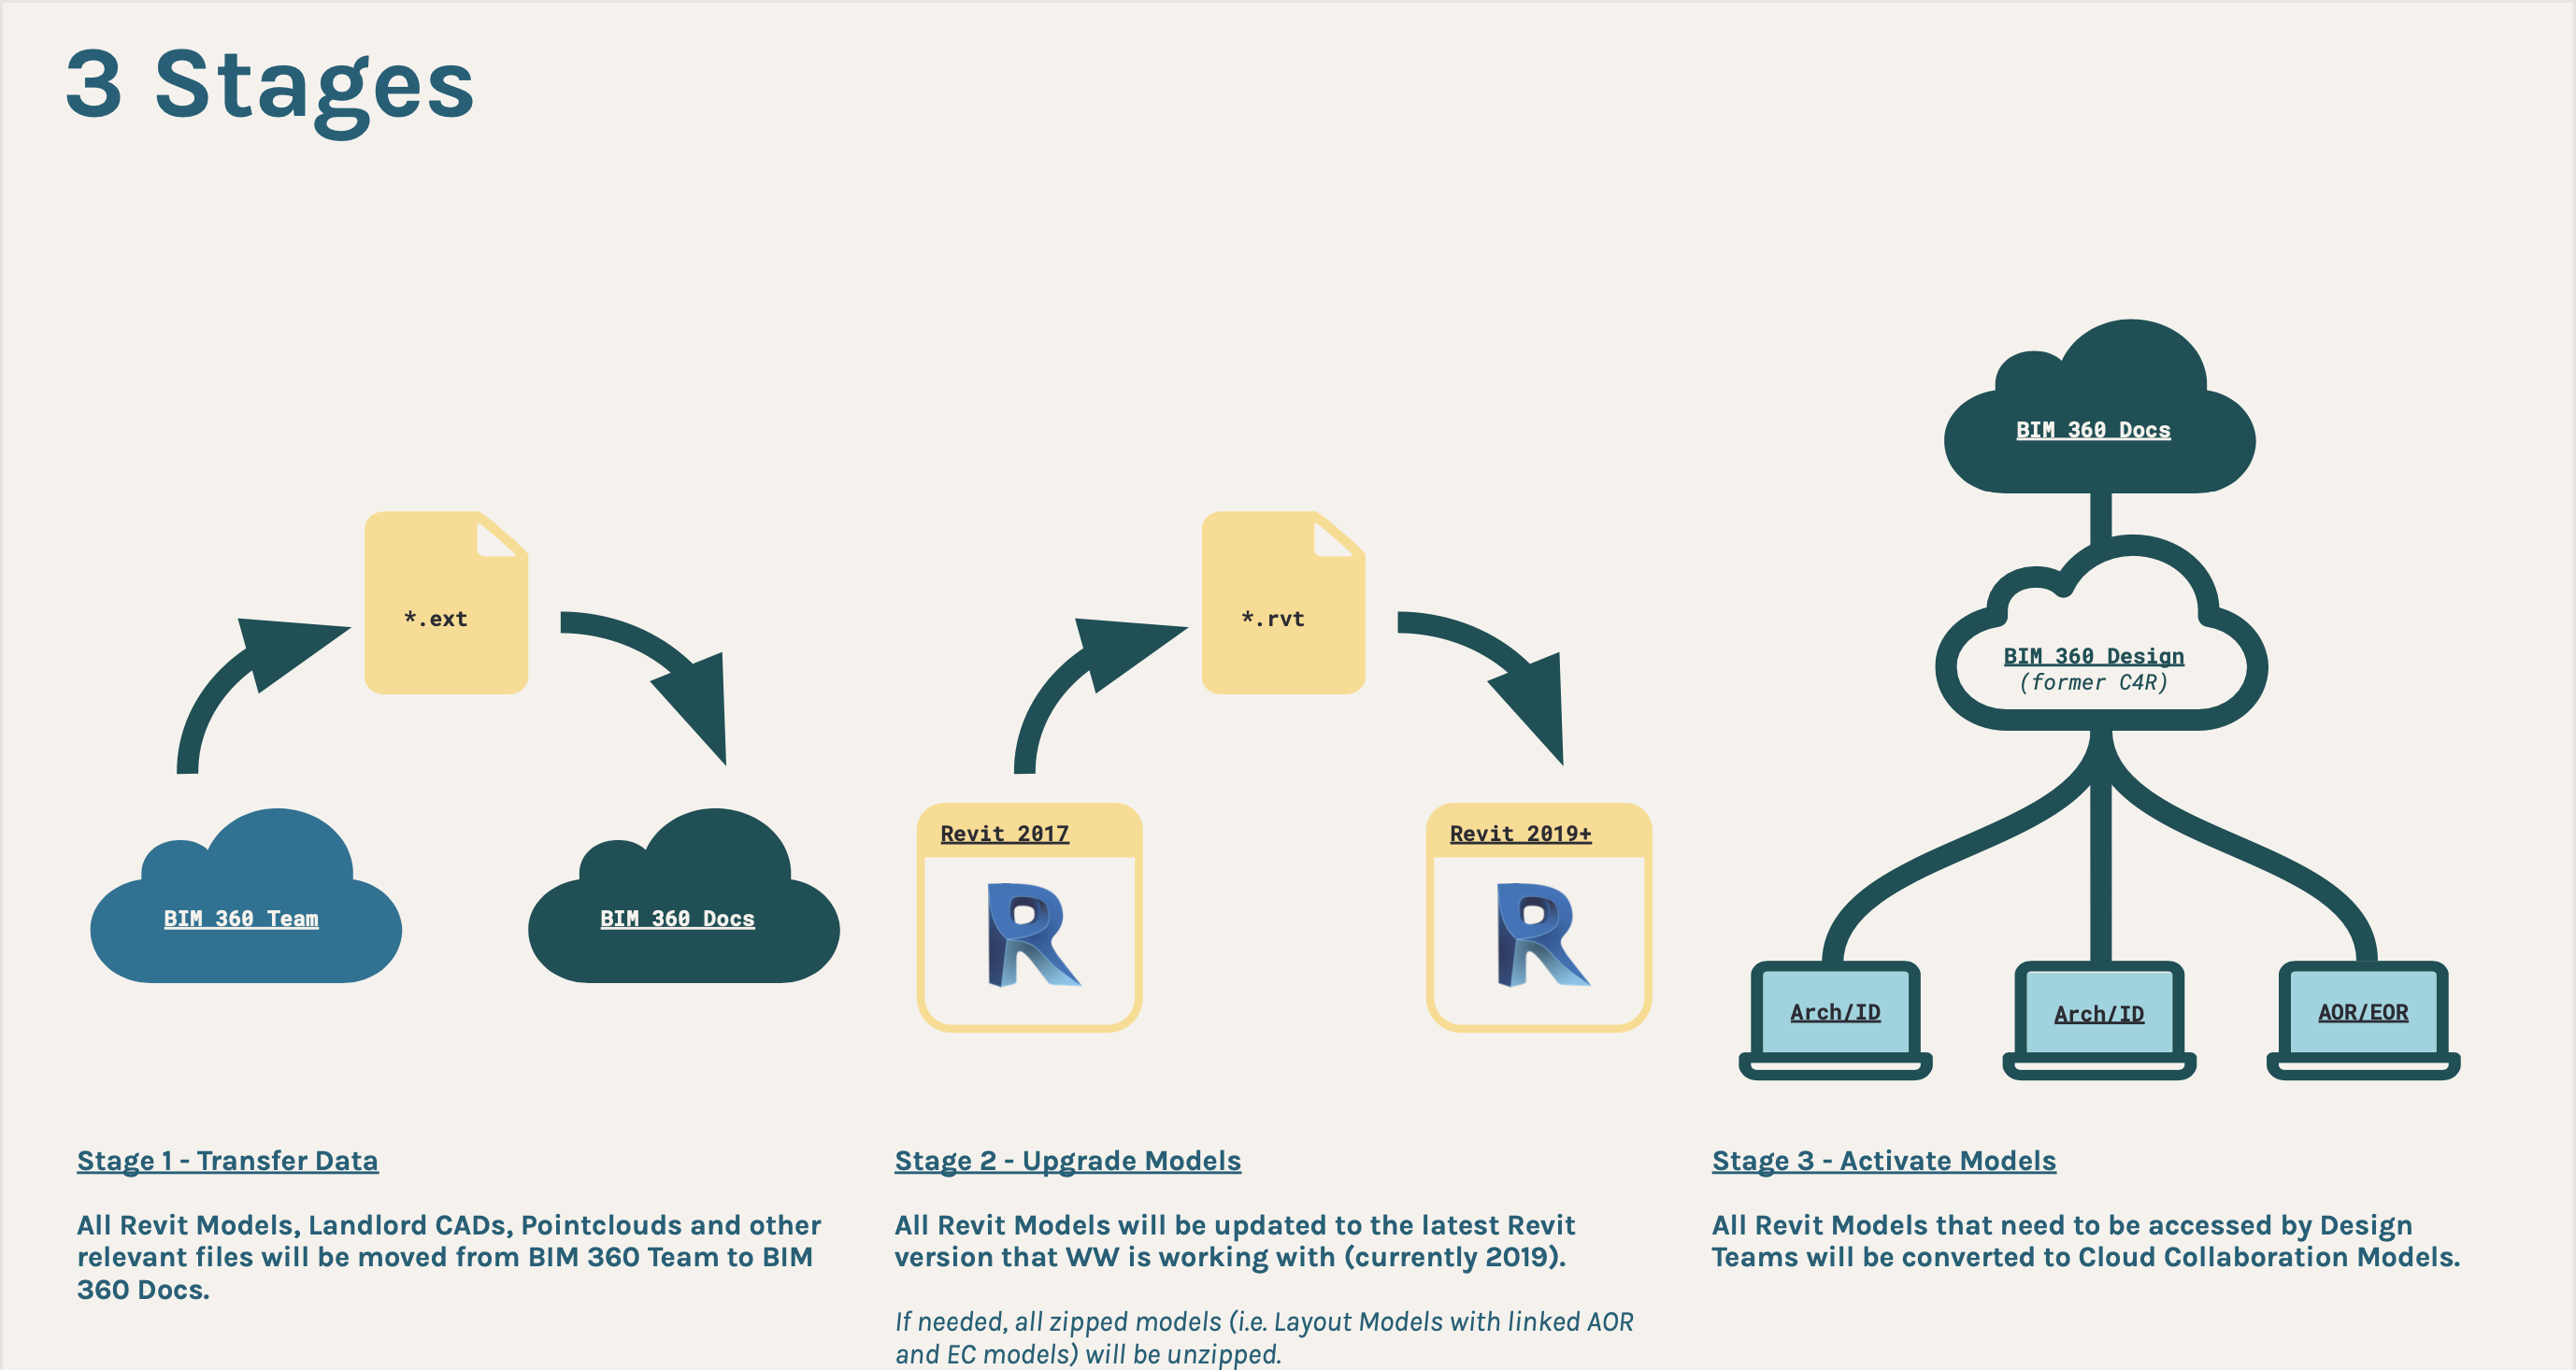 3 Stages
*.ext
BIM 360 Team
BIM 360 Docs
Stage 1 - Transfer Data
All Revit Models, Landlord CADs, Pointclouds and other
relevant files will be moved from BIM 360 Team to BIM
360 Docs.
*.rvt
Revit 2017
R
Revit 2019+
R
Stage 2 - Upgrade Models
All Revit Models will be updated to the latest Revit
version that WW is working with (currently 2019).
If needed, all zipped models (i.e. Layout Models with linked AOR
and EC models) will be unzipped.
BIM 360 Docs
BIM 360 Design
(former C4R)
Arch/ID
Arch/ID
AOR/EOR
Stage 3 - Activate Models
All Revit Models that need to be accessed by Design
Teams will be converted to Cloud Collaboration Models.